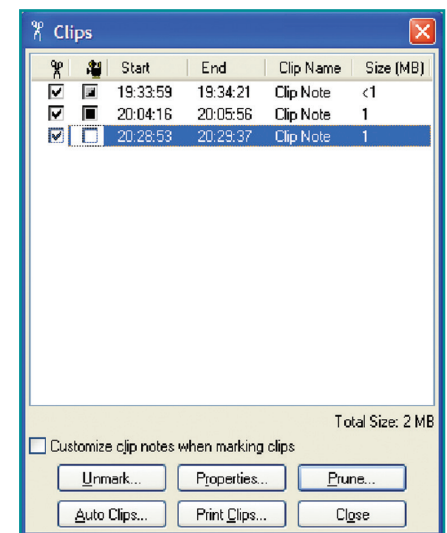 Clips
Start End Clip Name Size (MB)
19:33:59 19:34:21 Clip Note <1
20:04:16 20:05:56 Clip Note 1
20:28:53 20:29:37 Clip Note 1
Total Size: 2 MB
Customize clip notes when marking clips
Unmark... Properties... Prune...
Auto Clips... Print Clips... Close